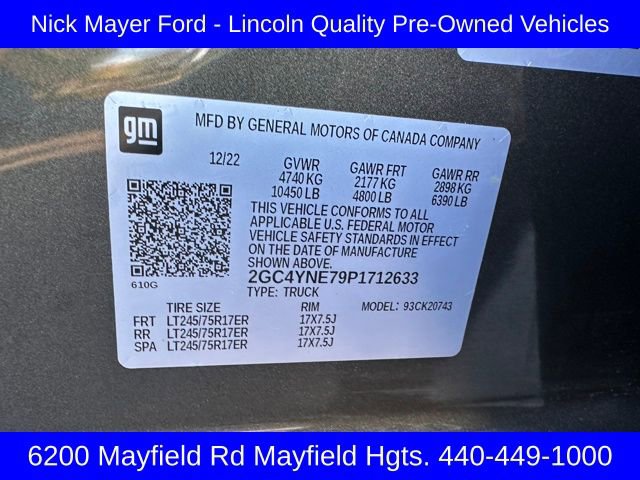 Nick Mayer Ford - Lincoln Quality Pre-Owned Vehicles
gm
MFD BY GENERAL MOTORS OF CANADA COMPANY
12/22 GVWR GAWR FRT GAWR RR
4740 KG 2177 KG 2898 KG
10450 LB 4800 LB 6390 LB
THIS VEHICLE CONFORMS TO ALL
APPLICABLE U.S. FEDERAL MOTOR
VEHICLE SAFETY STANDARDS IN EFFECT
ON THE DATE OF MANUFACTURE
SHOWN ABOVE.
610G
2GC4YNE79P1712633
TYPE: TRUCK MODEL: 93CK20743
TIRE SIZE RIM
FRT LT245/75R17ER 17X7.5J
RR LT245/75R17ER 17X7.5J
SPA LT245/75R17ER 17X7.5J
6200 Mayfield Rd Mayfield Hgts. 440-449-1000